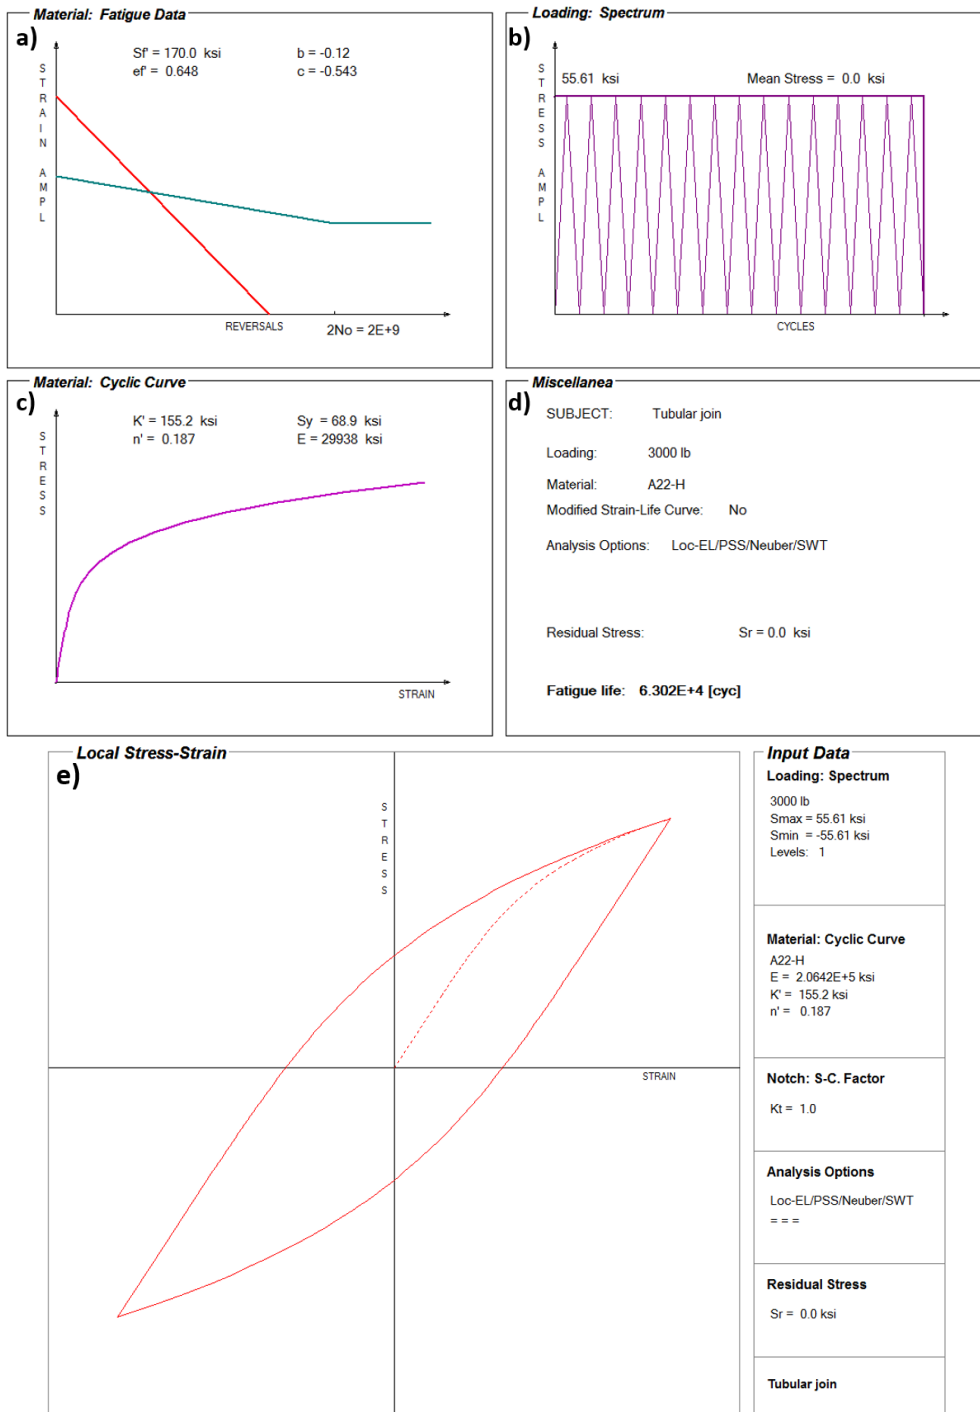 Material: Fatigue Data
a)
Sf' = 170.0 ksi b = -0.12
ef' = 0.648 c = -0.543
STRAIN AMPL
REVERSALS
2No = 2E+9
Loading: Spectrum
b)
55.61 ksi Mean Stress = 0.0 ksi
STRESS AMPL
CYCLES
Material: Cyclic Curve
c)
K' = 155.2 ksi Sy = 68.9 ksi
n' = 0.187 E = 29938 ksi
STRESS
STRAIN
Miscellanea
d)
SUBJECT: Tubular join
Loading: 3000 lb
Material: A22-H
Modified Strain-Life Curve: No
Analysis Options: Loc-EL/PSS/Neuber/SWT
Residual Stress: Sr = 0.0 ksi
Fatigue life: 6.302E+4 [cyc]
Local Stress-Strain
e)
STRESS
STRAIN
Input Data
Loading: Spectrum
3000 lb
Smax = 55.61 ksi
Smin = -55.61 ksi
Levels: 1
Material: Cyclic Curve
A22-H
E = 2.0642E+5 ksi
K' = 155.2 ksi
n' = 0.187
Notch: S-C. Factor
Kt = 1.0
Analysis Options
Loc-EL/PSS/Neuber/SWT
= = =
Residual Stress
Sr = 0.0 ksi
Tubular join